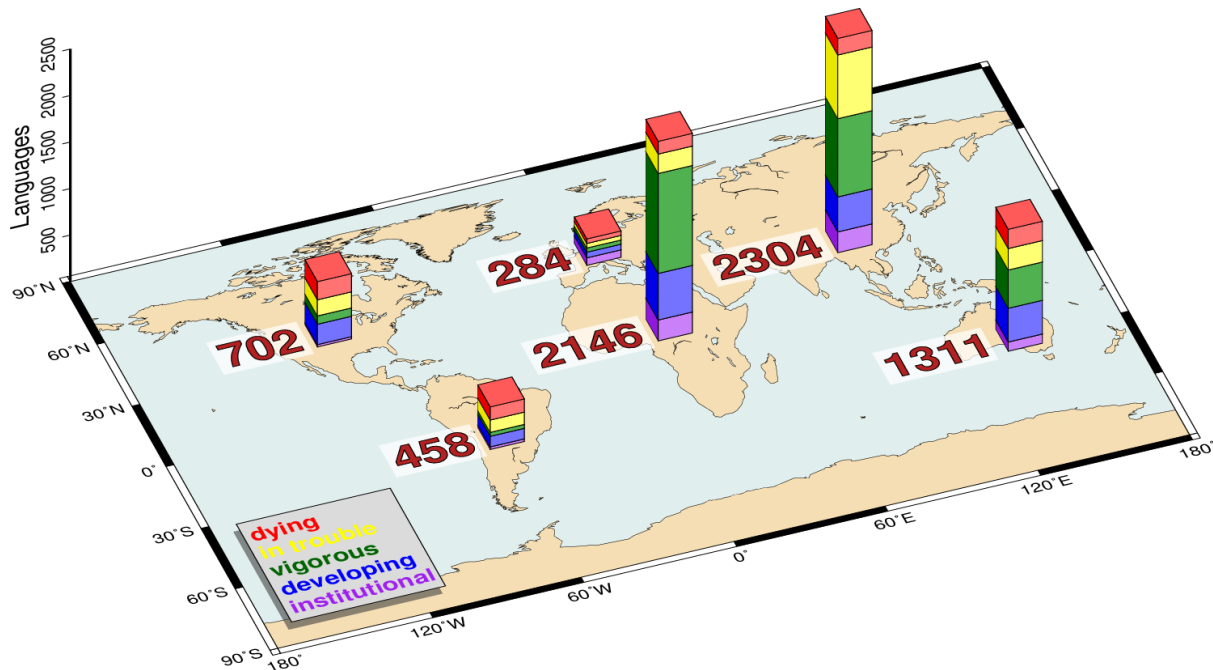 2500
2000
1500
1000
500
Languages
90°N
60°N
30°N
0°
30°S
60°S
90°S
180°
120°W
60°W
0°
60°E
120°E
180°
702
458
284
2146
2304
1311
dying
in trouble
vigorous
developing
institutional